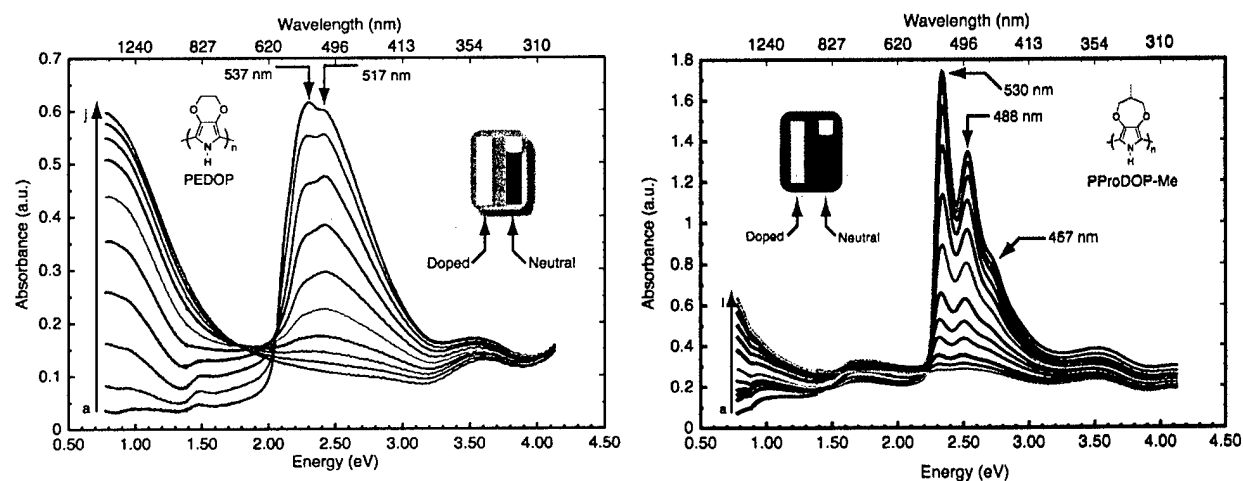 Wavelength (nm)
1240 827 620 496 413 354 310
0.7
0.6
0.5
0.4
0.3
0.2
0.1
0
Absorbance (a.u.)
537 nm 517 nm
j
a
O O
N
H
n
PEDOP
Doped Neutral
0.50 1.00 1.50 2.00 2.50 3.00 3.50 4.00 4.50
Energy (eV)
Wavelength (nm)
1240 827 620 496 413 354 310
1.8
1.6
1.4
1.2
1
0.8
0.6
0.4
0.2
0
Absorbance (a.u.)
530 nm
488 nm
457 nm
O O
N
H
n
PProDOP-Me
Doped Neutral
a
0.50 1.00 1.50 2.00 2.50 3.00 3.50 4.00 4.50
Energy (eV)